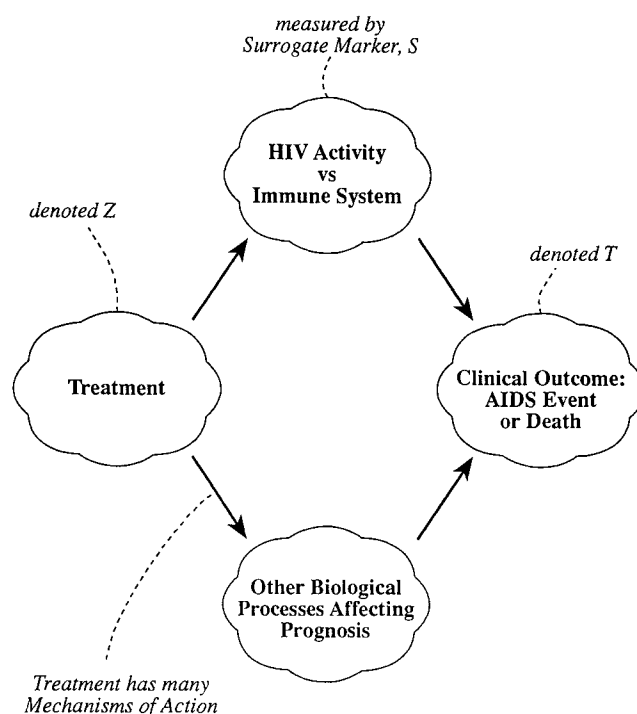 measured by
Surrogate Marker, S
HIV Activity
vs
Immune System
denoted Z
denoted T
Treatment
Clinical Outcome:
AIDS Event
or Death
Other Biological
Processes Affecting
Prognosis
Treatment has many
Mechanisms of Action